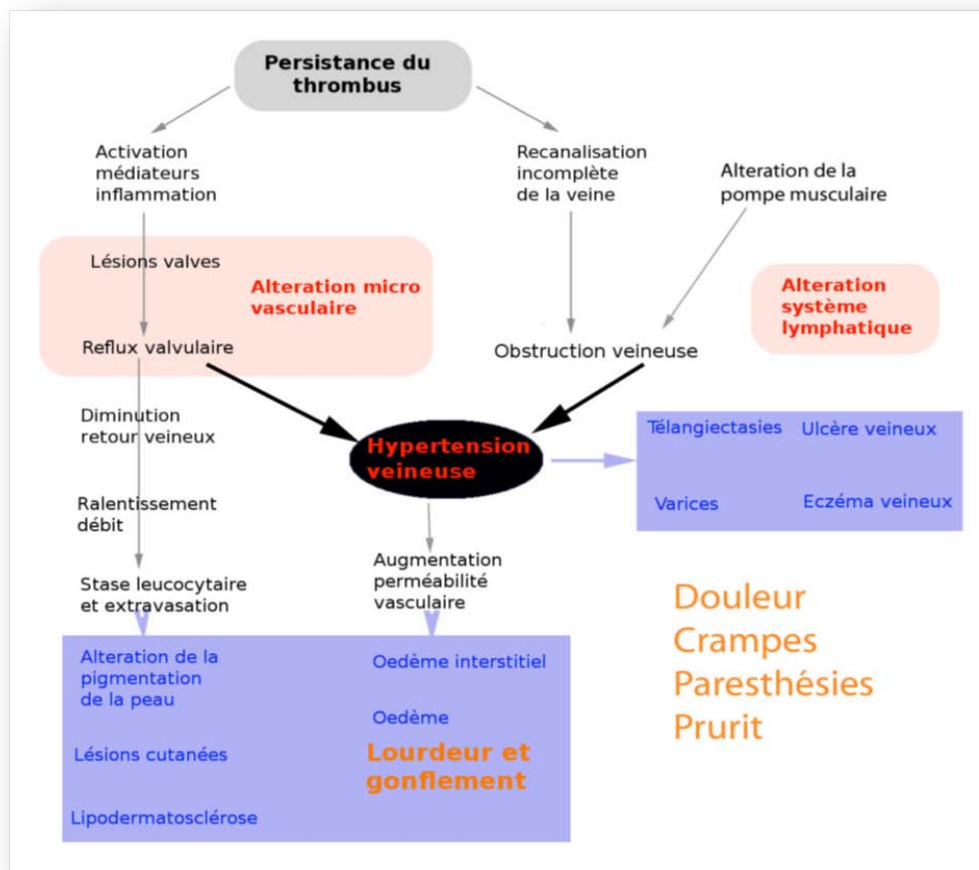 Persistance du
thrombus
Activation
médiateurs
inflammation
Recanalisation
incomplète
de la veine
Alteration de la
pompe musculaire
Lésions valves
Alteration micro
vasculaire
Alteration
système
lymphatique
Reflux valvulaire
Obstruction veineuse
Diminution
retour veineux
Hypertension
veineuse
Télangiectasies
Ulcère veineux
Varices
Eczéma veineux
Ralentissement
débit
Augmentation
perméabilité
vasculaire
Stase leucocytaire
et extravasation
Douleur
Crampes
Paresthésies
Prurit
Alteration de la
pigmentation
de la peau
Oedème interstitiel
Oedème
Lésions cutanées
Lourdeur et
gonflement
Lipodermatosclérose